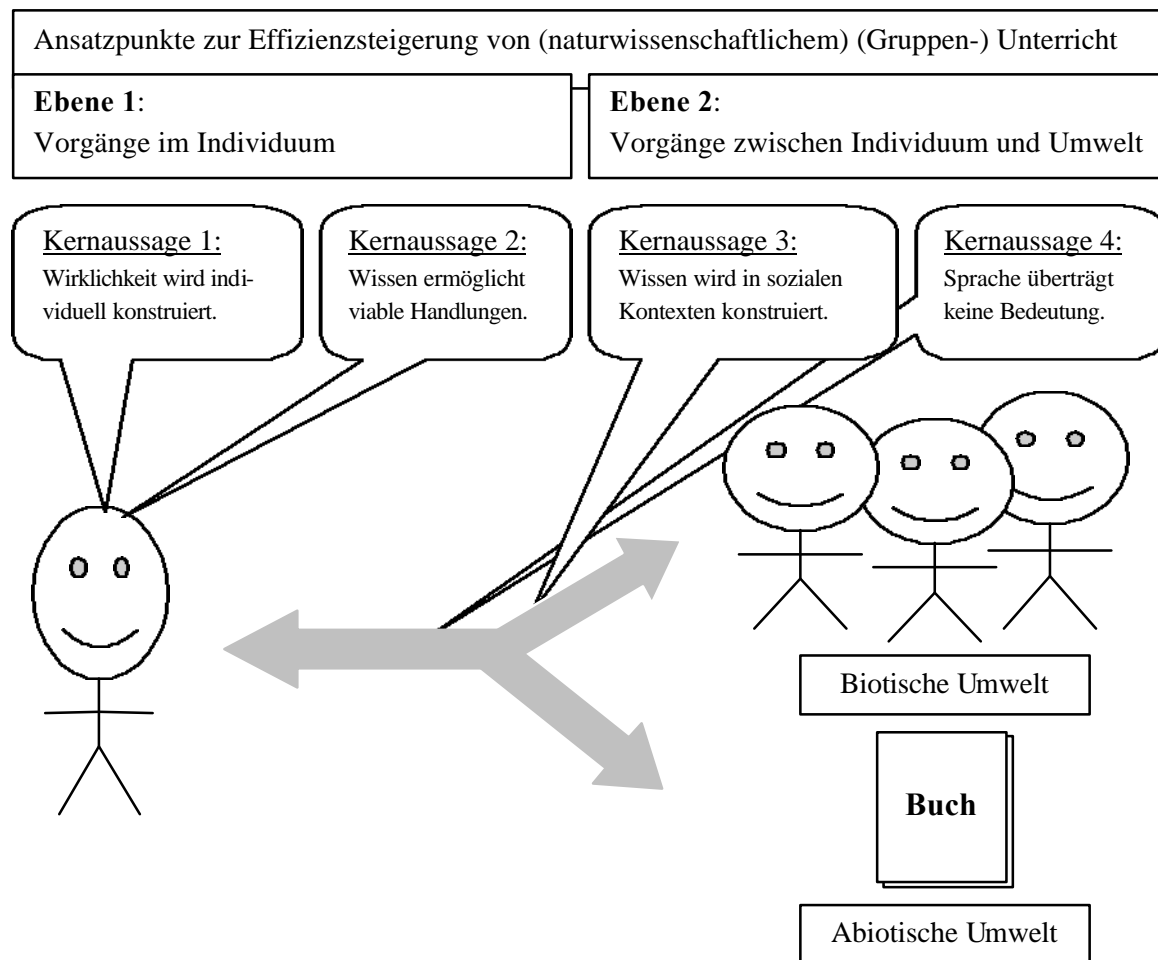 Ansatzpunkte zur Effizienzsteigerung von (naturwissenschaftlichem) (Gruppen-) Unterricht
Ebene 1:
Vorgänge im Individuum
Ebene 2:
Vorgänge zwischen Individuum und Umwelt
Kernaussage 1:
Wirklichkeit wird indi-
viduell konstruiert.
Kernaussage 2:
Wissen ermöglicht
viable Handlungen.
Kernaussage 3:
Wissen wird in sozialen
Kontexten konstruiert.
Kernaussage 4:
Sprache überträgt
keine Bedeutung.
Biotische Umwelt
Buch
Abiotische Umwelt